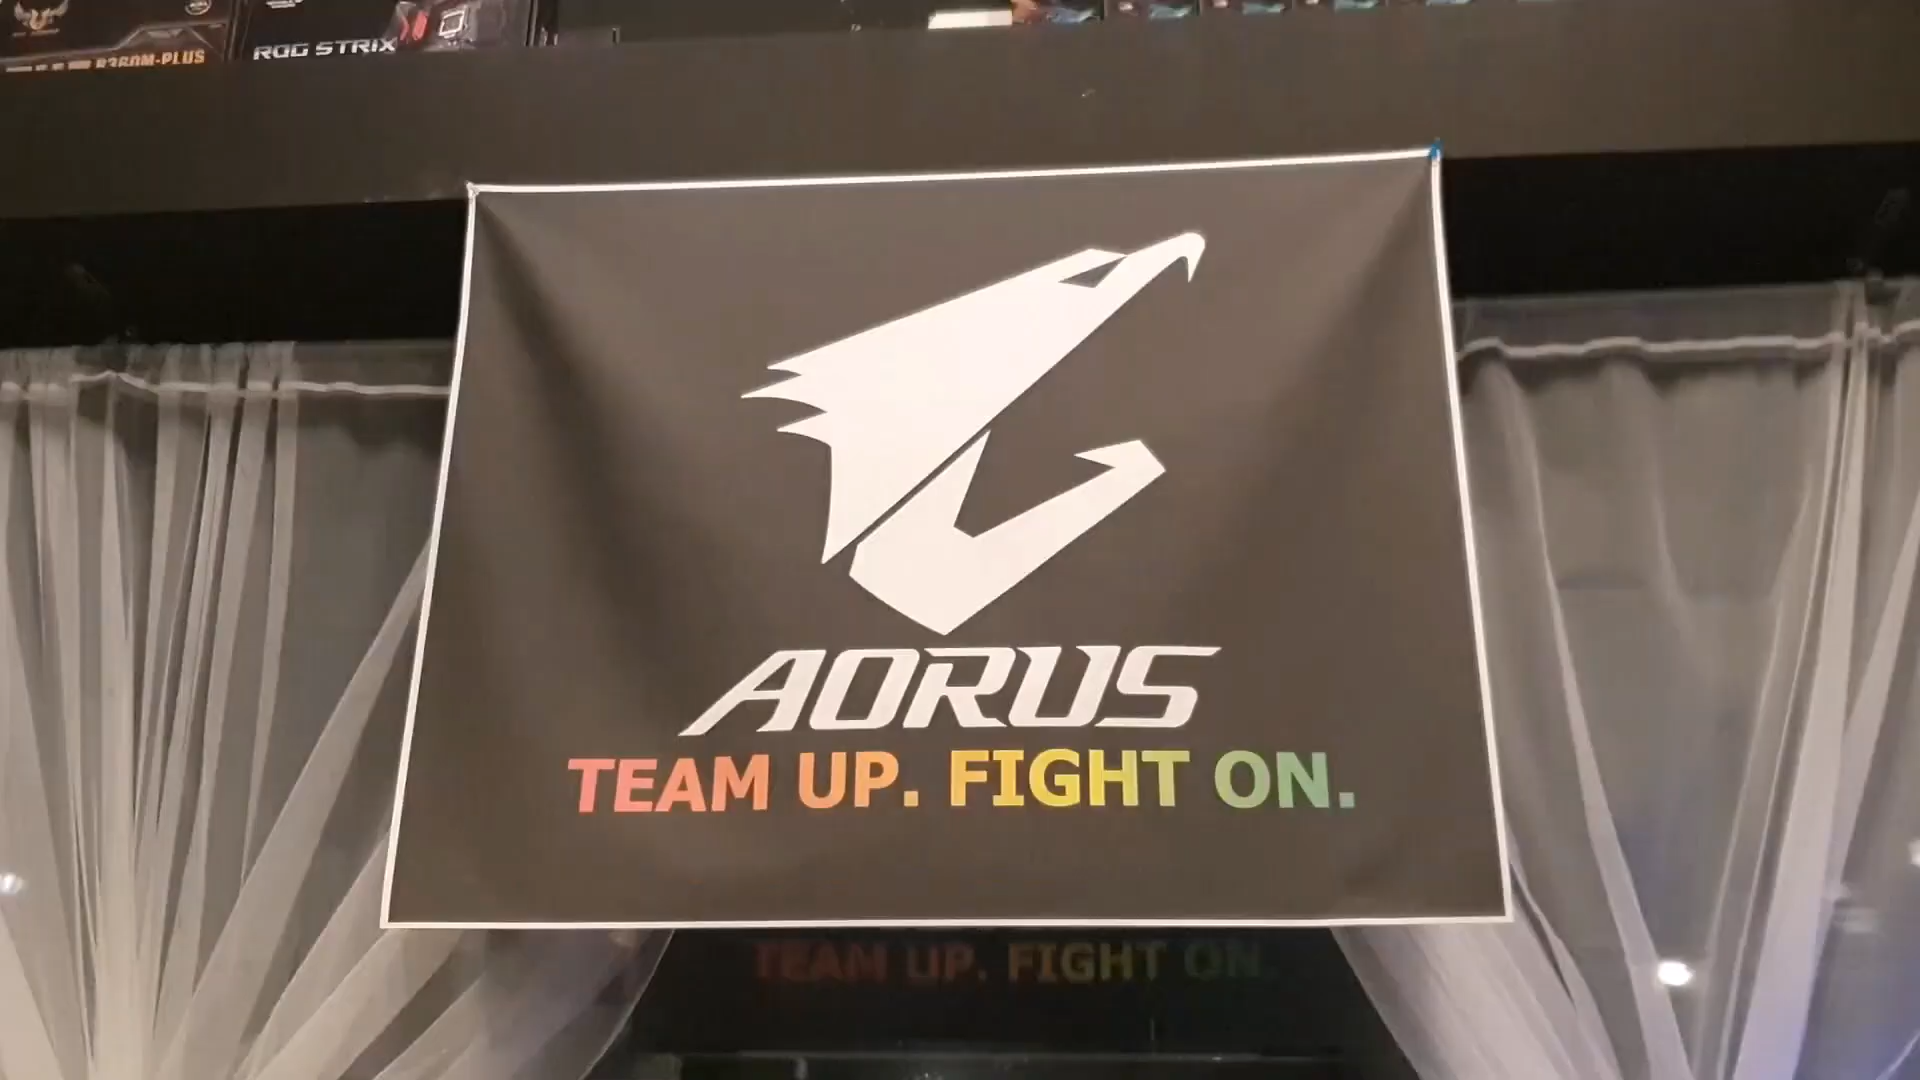 B360M-PLUS
ROG STRIX
AORUS
TEAM UP. FIGHT ON.
TEAM UP. FIGHT ON.